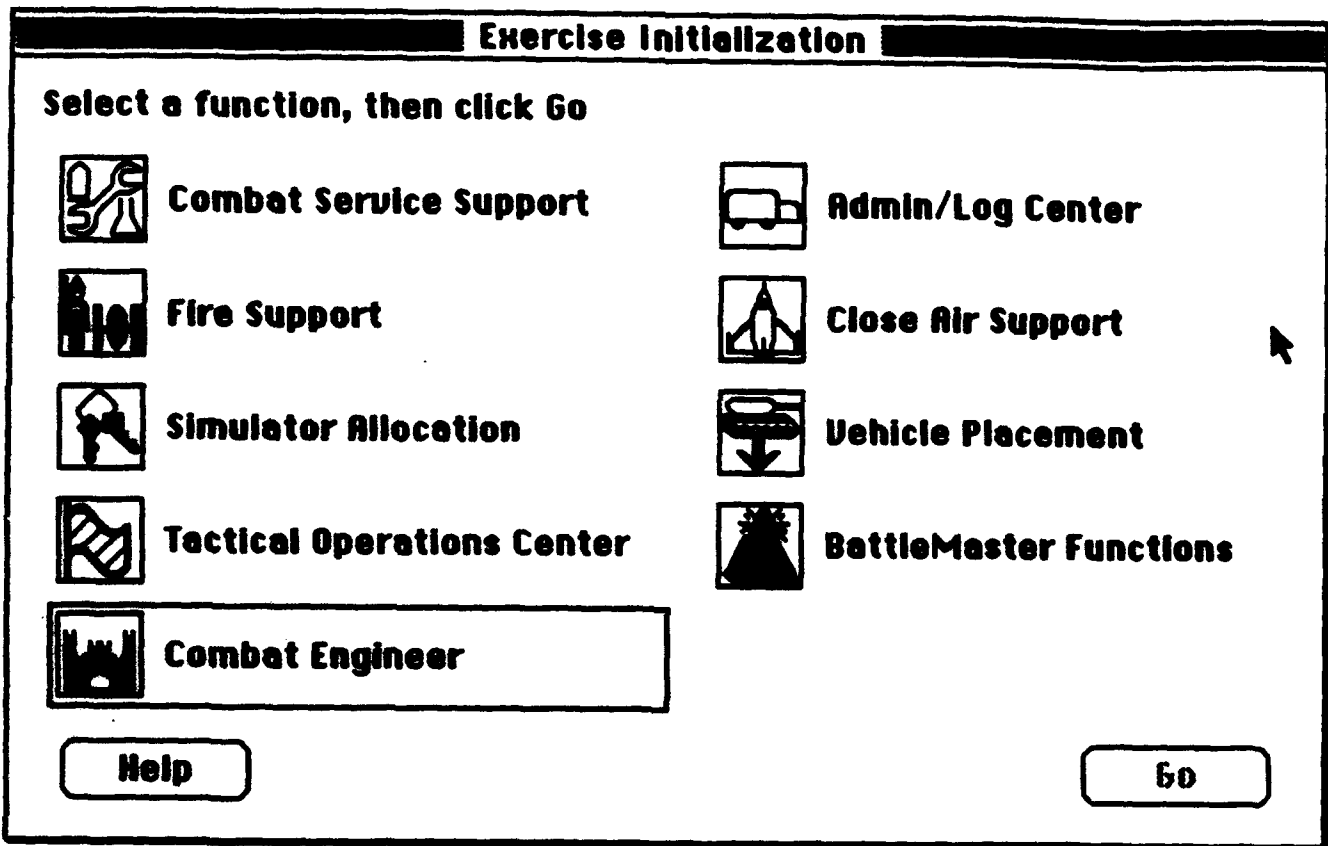 Exercise Initialization
Select a function, then click Go
Combat Service Support
Admin/Log Center
Fire Support
Close Air Support
Simulator Allocation
Vehicle Placement
Tactical Operations Center
BattleMaster Functions
Combat Engineer
Help
Go